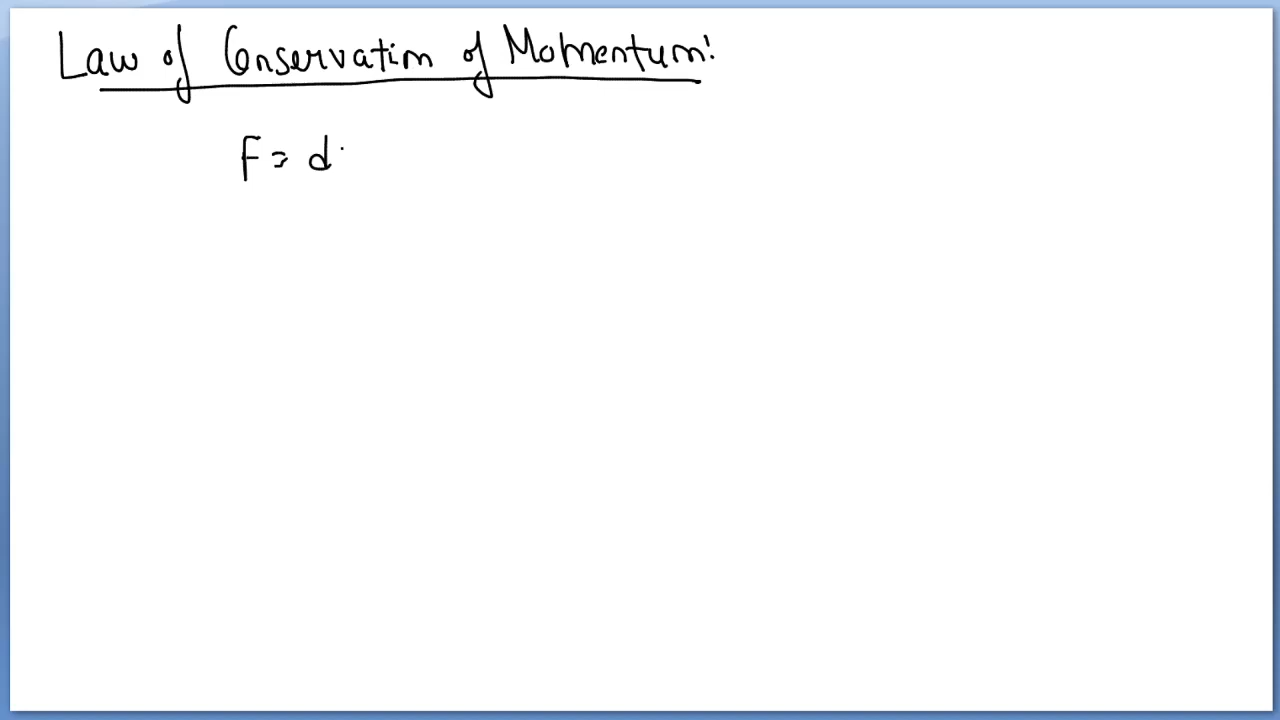 Law of Conservation of Momentum:
F = d